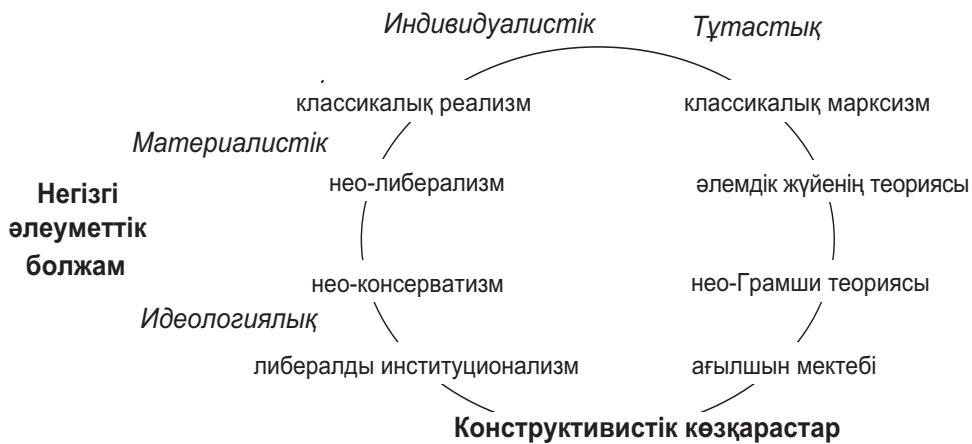 Индивидуалистік
Тұтастық
классикалық реализм
классикалық марксизм
Материалистік
нео-либерализм
әлемдік жүйенің теориясы
Негізгі
әлеуметтік
болжам
нео-консерватизм
нео-Грамши теориясы
Идеологиялық
либералды институционализм
ағылшын мектебі
Конструктивистік көзқарастар